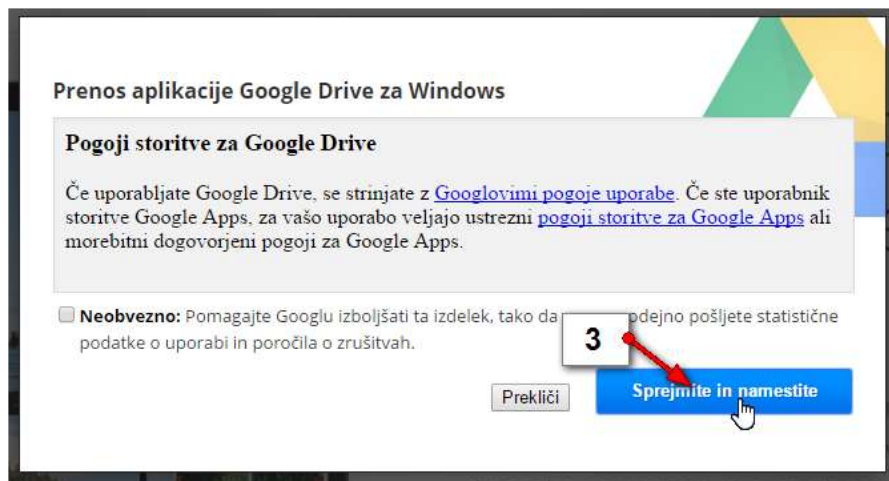 Prenos aplikacije Google Drive za Windows
Pogoji storitve za Google Drive
Če uporabljate Google Drive, se strinjate z Googlovimi pogoje uporabe. Če ste uporabnik
storitve Google Apps, za vašo uporabo veljajo ustrezni pogoji storitve za Google Apps ali
morebitni dogovorjeni pogoji za Google Apps.
Neobvezno: Pomagajte Googlu izboljšati ta izdelek, tako da pošljete statistične
podatke o uporabi in poročila o zrušitvah.
3
Prekliči
Sprejmite in namestite